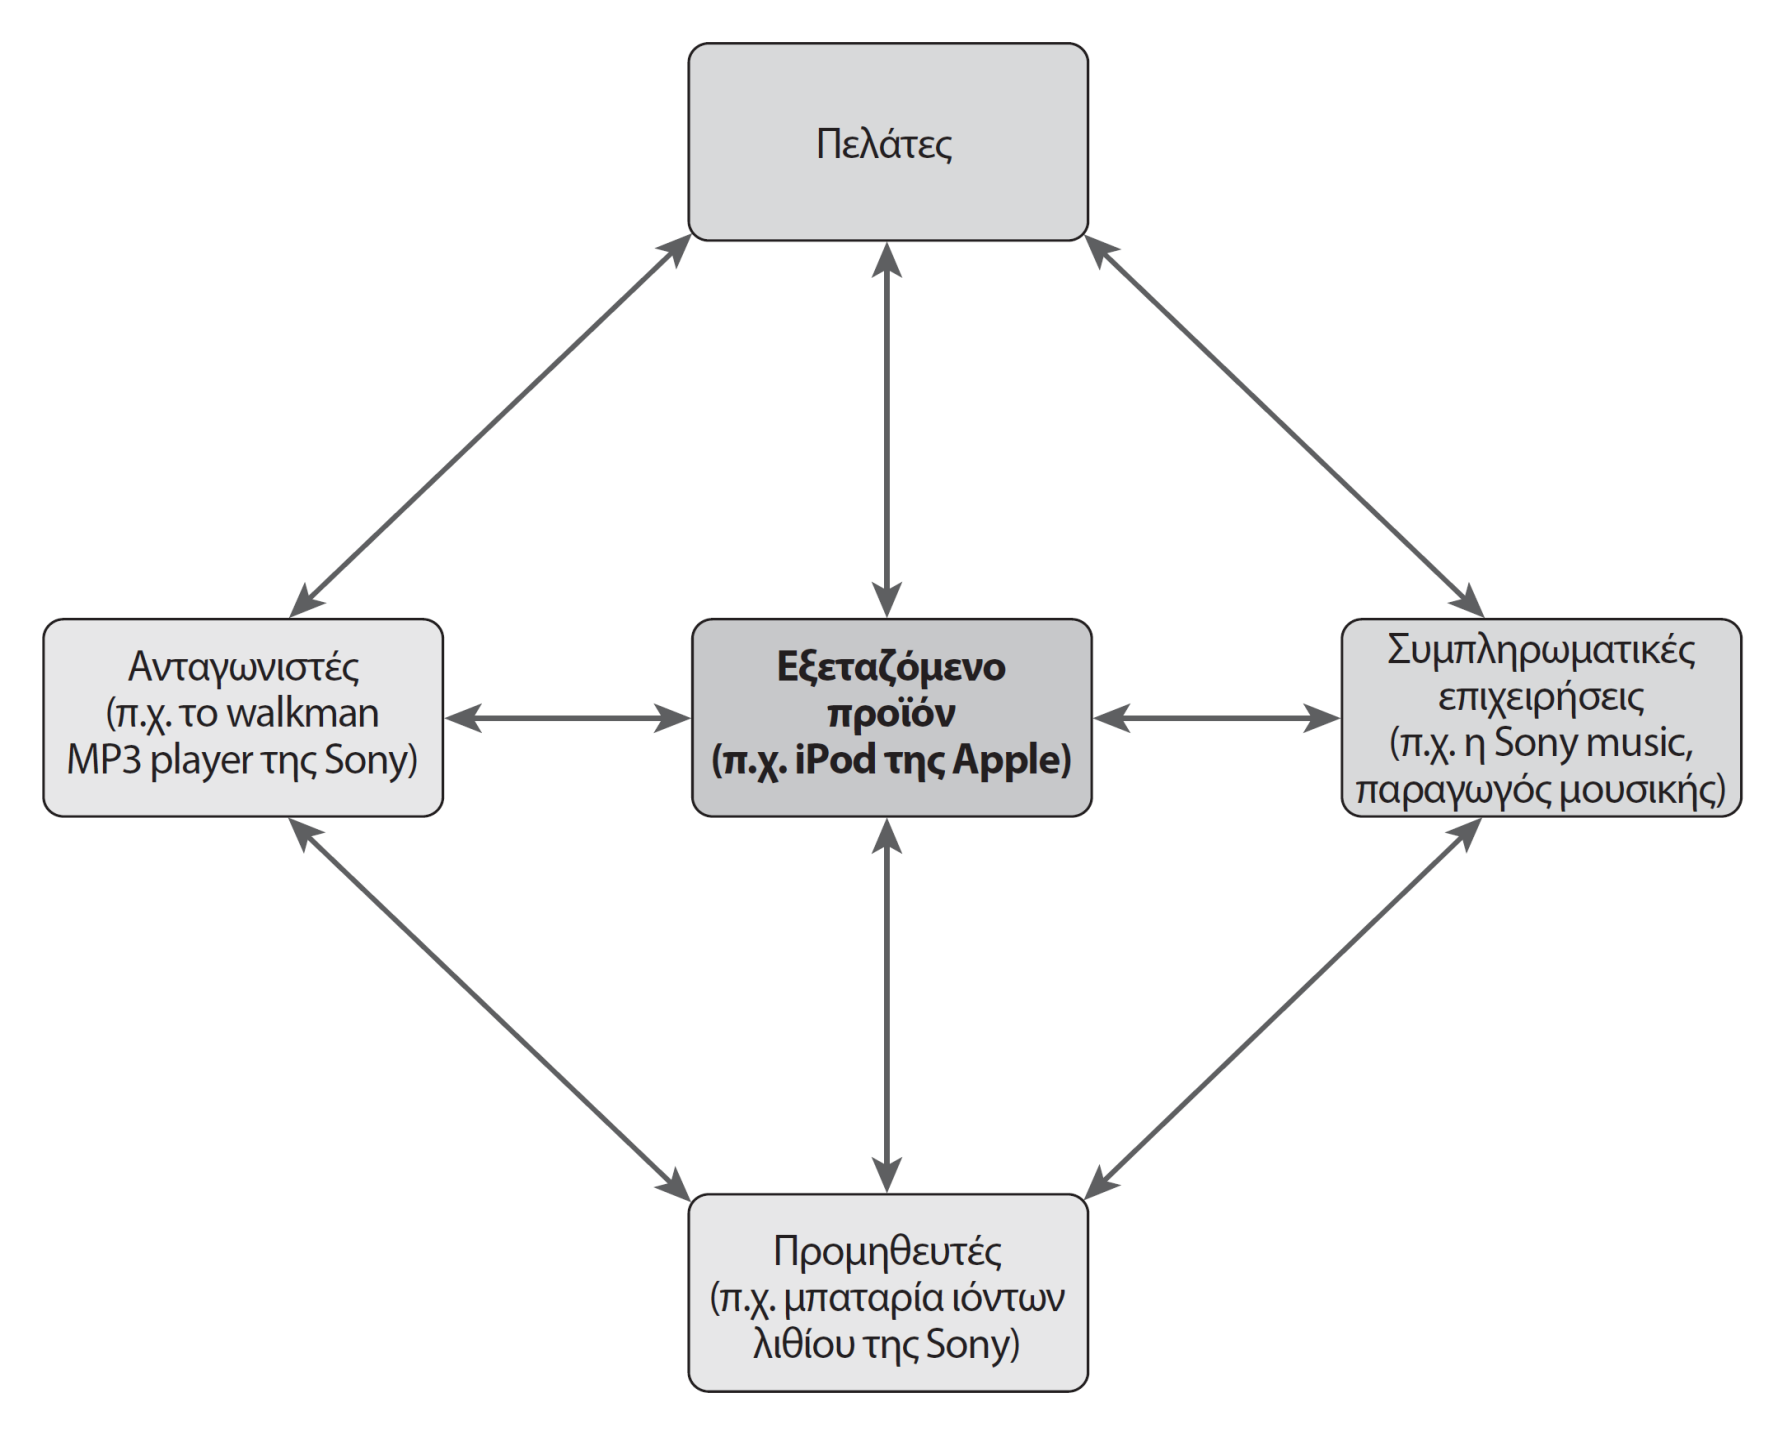 Πελάτες
Ανταγωνιστές
(π.χ. το walkman
MP3 player της Sony)
Εξεταζόμενο
προϊόν
(π.χ. iPod της Apple)
Συμπληρωματικές
επιχειρήσεις
(π.χ. η Sony music,
παραγωγός μουσικής)
Προμηθευτές
(π.χ. μπαταρία ιόντων
λιθίου της Sony)